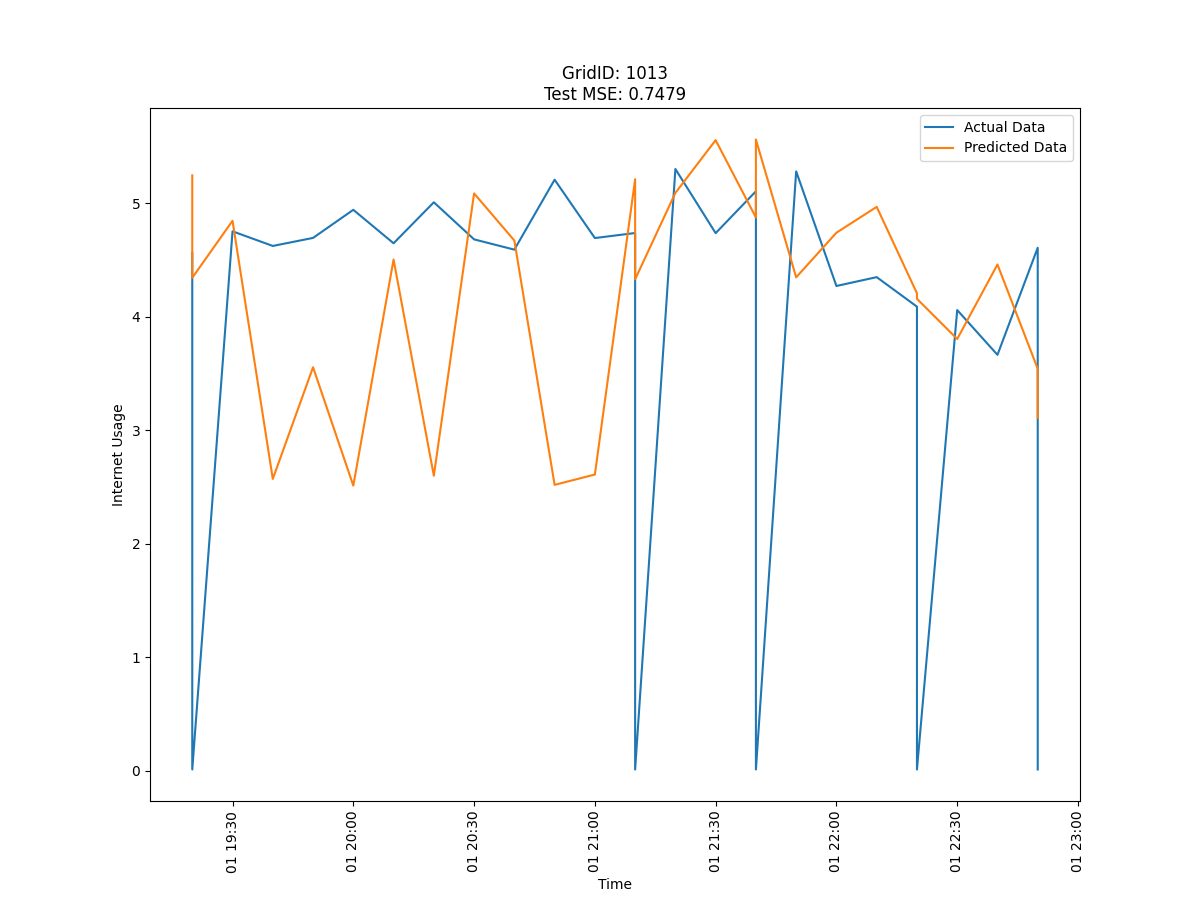 GridID: 1013
Test MSE: 0.7479
Actual Data
Predicted Data
Internet Usage
5
4
3
2
1
0
01 19:30
01 20:00
01 20:30
01 21:00
01 21:30
01 22:00
01 22:30
01 23:00
Time